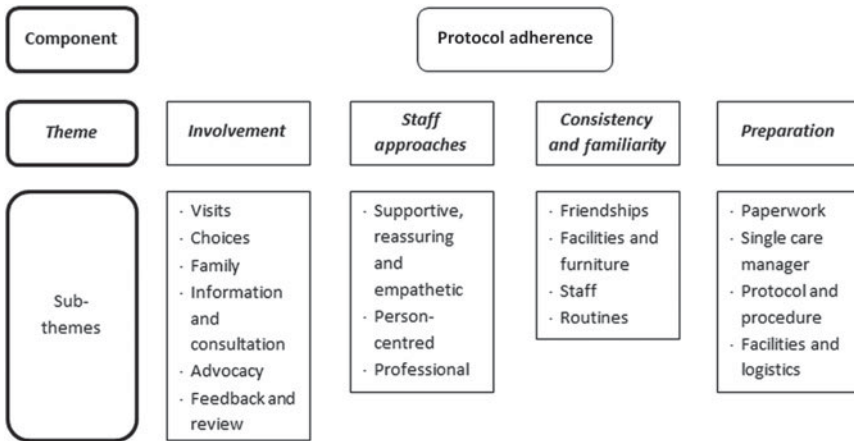 Component
Protocol adherence
Theme
Involvement
Staff
approaches
Consistency
and familiarity
Preparation
Sub-
themes
· Visits
· Choices
· Family
· Information
and
consultation
· Advocacy
· Feedback and
review
· Supportive,
reassuring
and
empathetic
· Person-
centred
· Professional
· Friendships
· Facilities and
furniture
· Staff
· Routines
· Paperwork
· Single care
manager
· Protocol and
procedure
· Facilities and
logistics